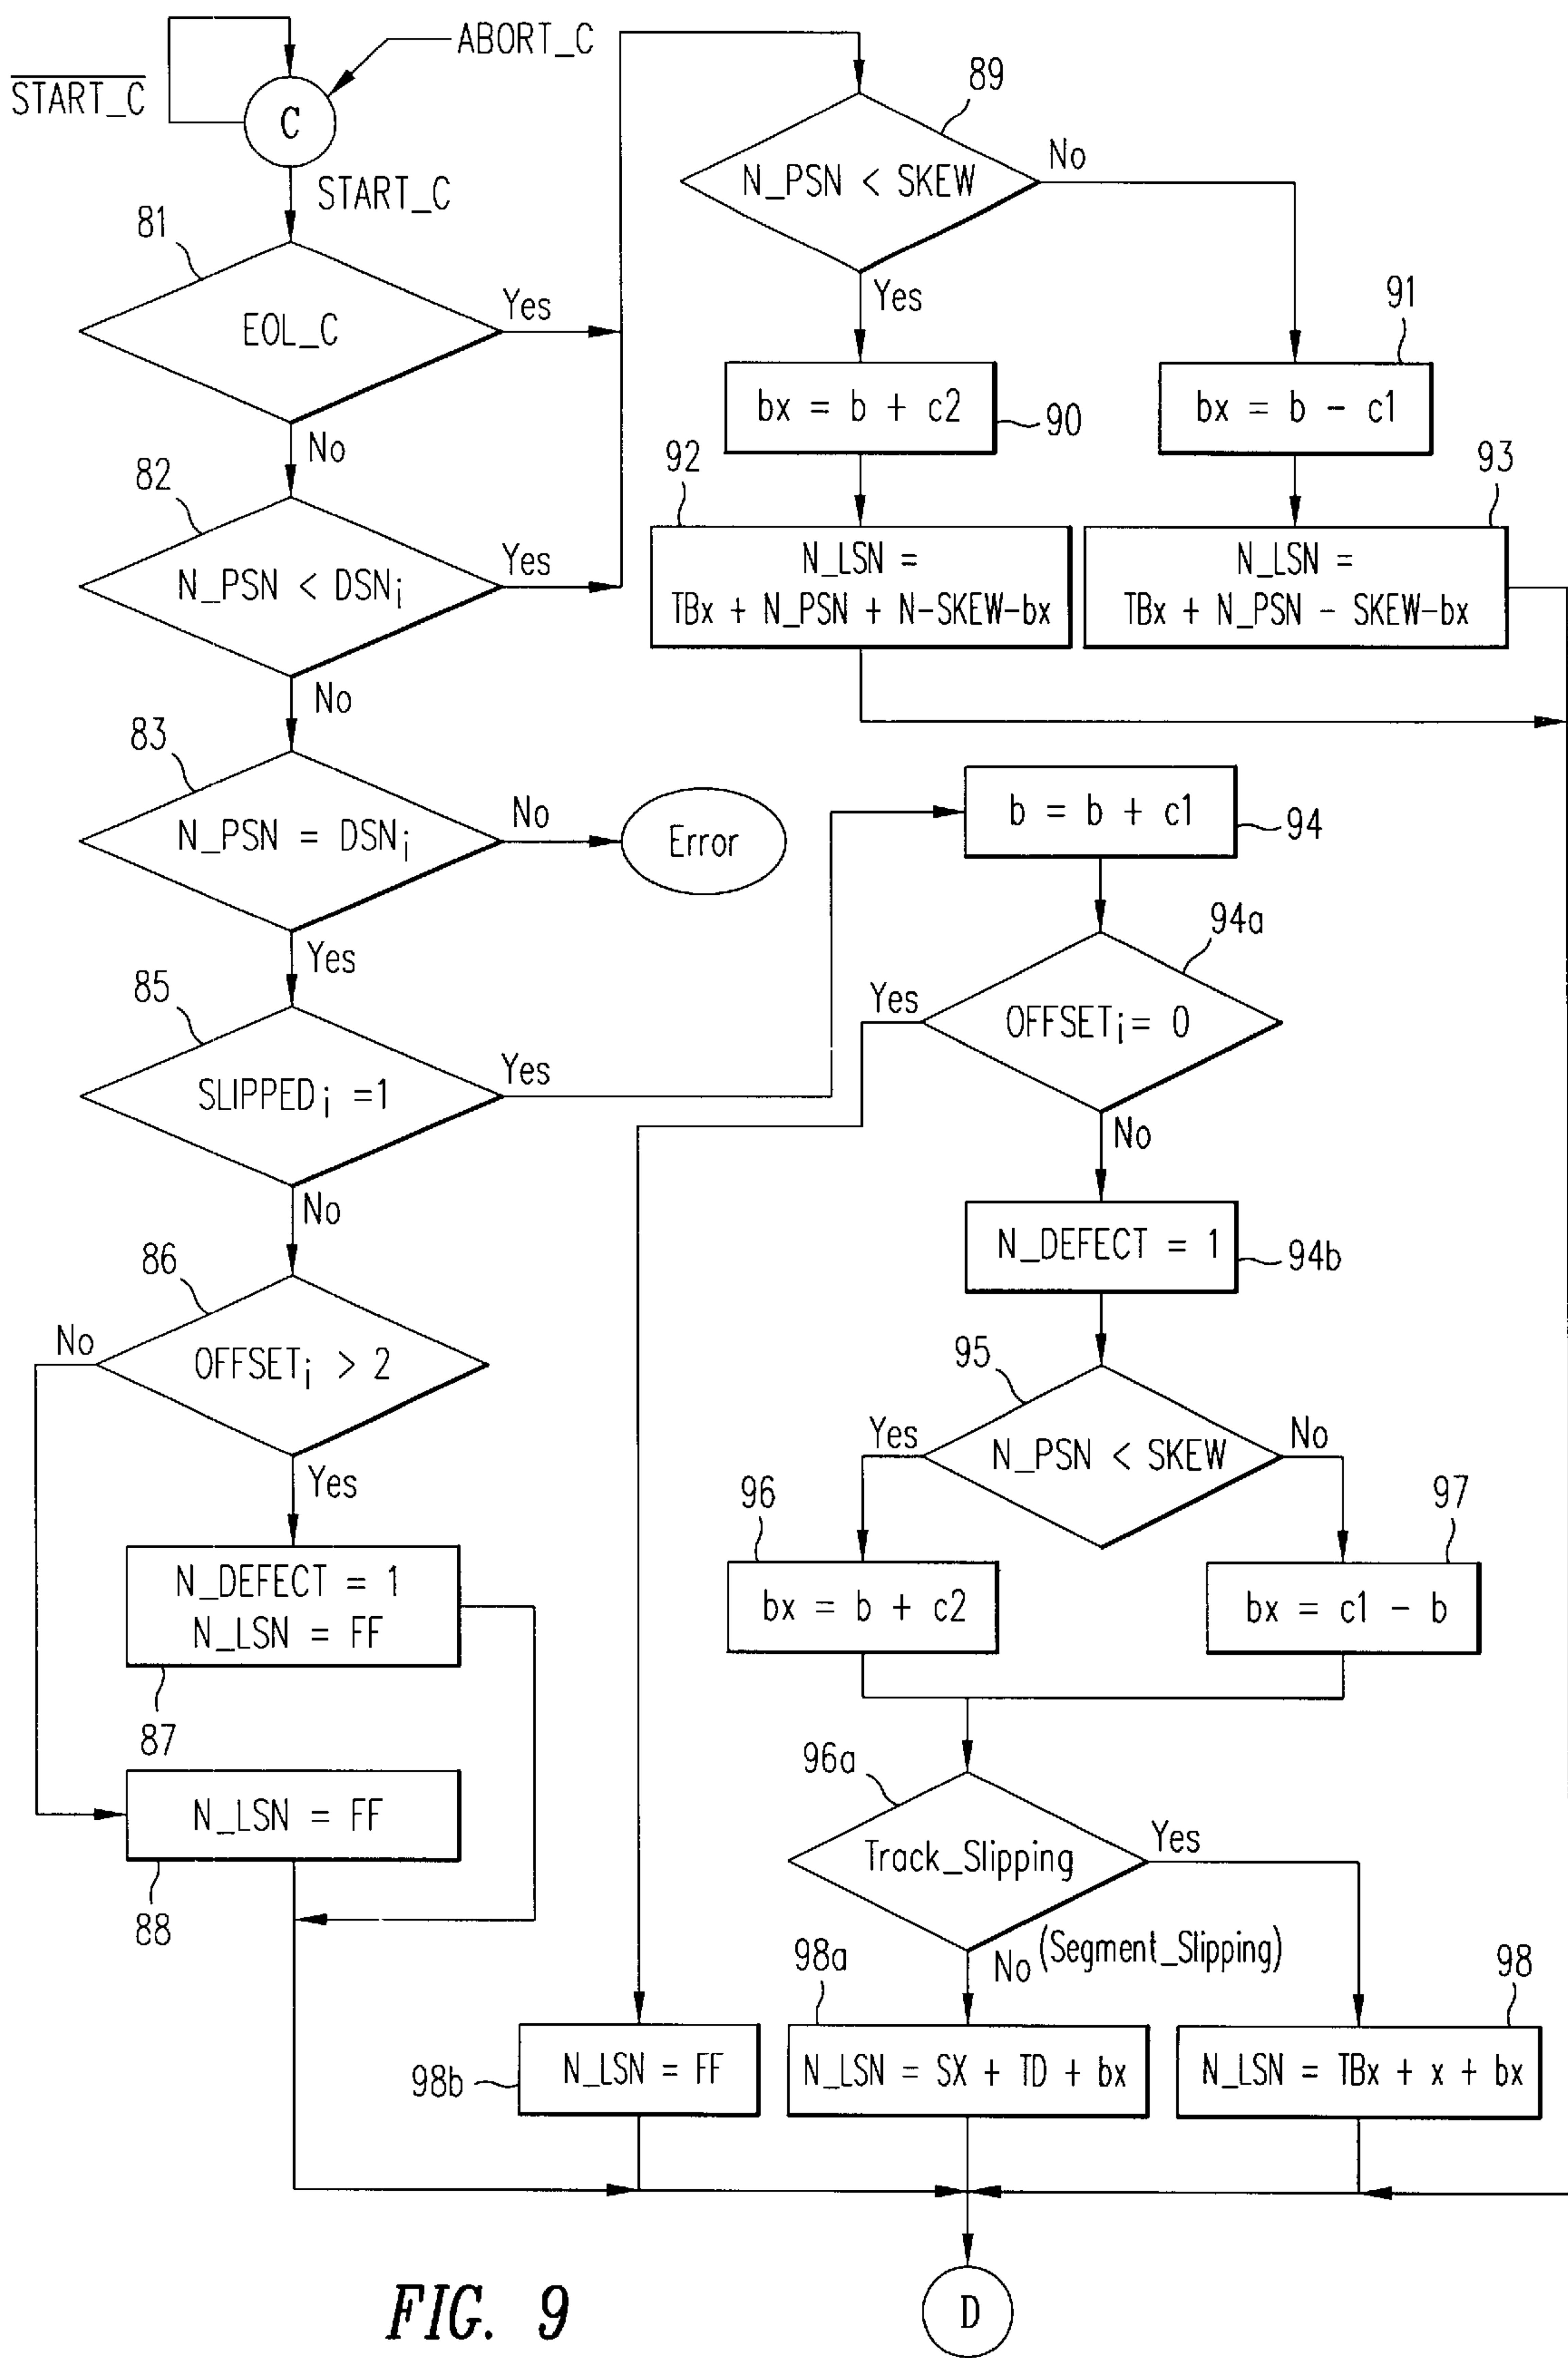 START_C
C
ABORT_C
START_C
81
EOL_C
Yes
No
82
N_PSN < DSNi
Yes
No
83
N_PSN = DSNi
No
Error
Yes
85
SLIPPEDi =1
Yes
No
86
OFFSETi > 2
No
Yes
N_DEFECT = 1
N_LSN = FF
87
N_LSN = FF
88
89
N_PSN < SKEW
No
Yes
bx = b + c2
90
91
bx = b - c1
92
N_LSN =
TBx + N_PSN + N-SKEW-bx
93
N_LSN =
TBx + N_PSN - SKEW-bx
b = b + c1
94
94a
OFFSETi= 0
Yes
No
N_DEFECT = 1
94b
95
N_PSN < SKEW
Yes
No
96
bx = b + c2
97
bx = c1 - b
96a
Track_Slipping
Yes
No (Segment_Slipping)
98b
N_LSN = FF
98a
N_LSN = SX + TD + bx
98
N_LSN = TBx + x + bx
D
FIG. 9